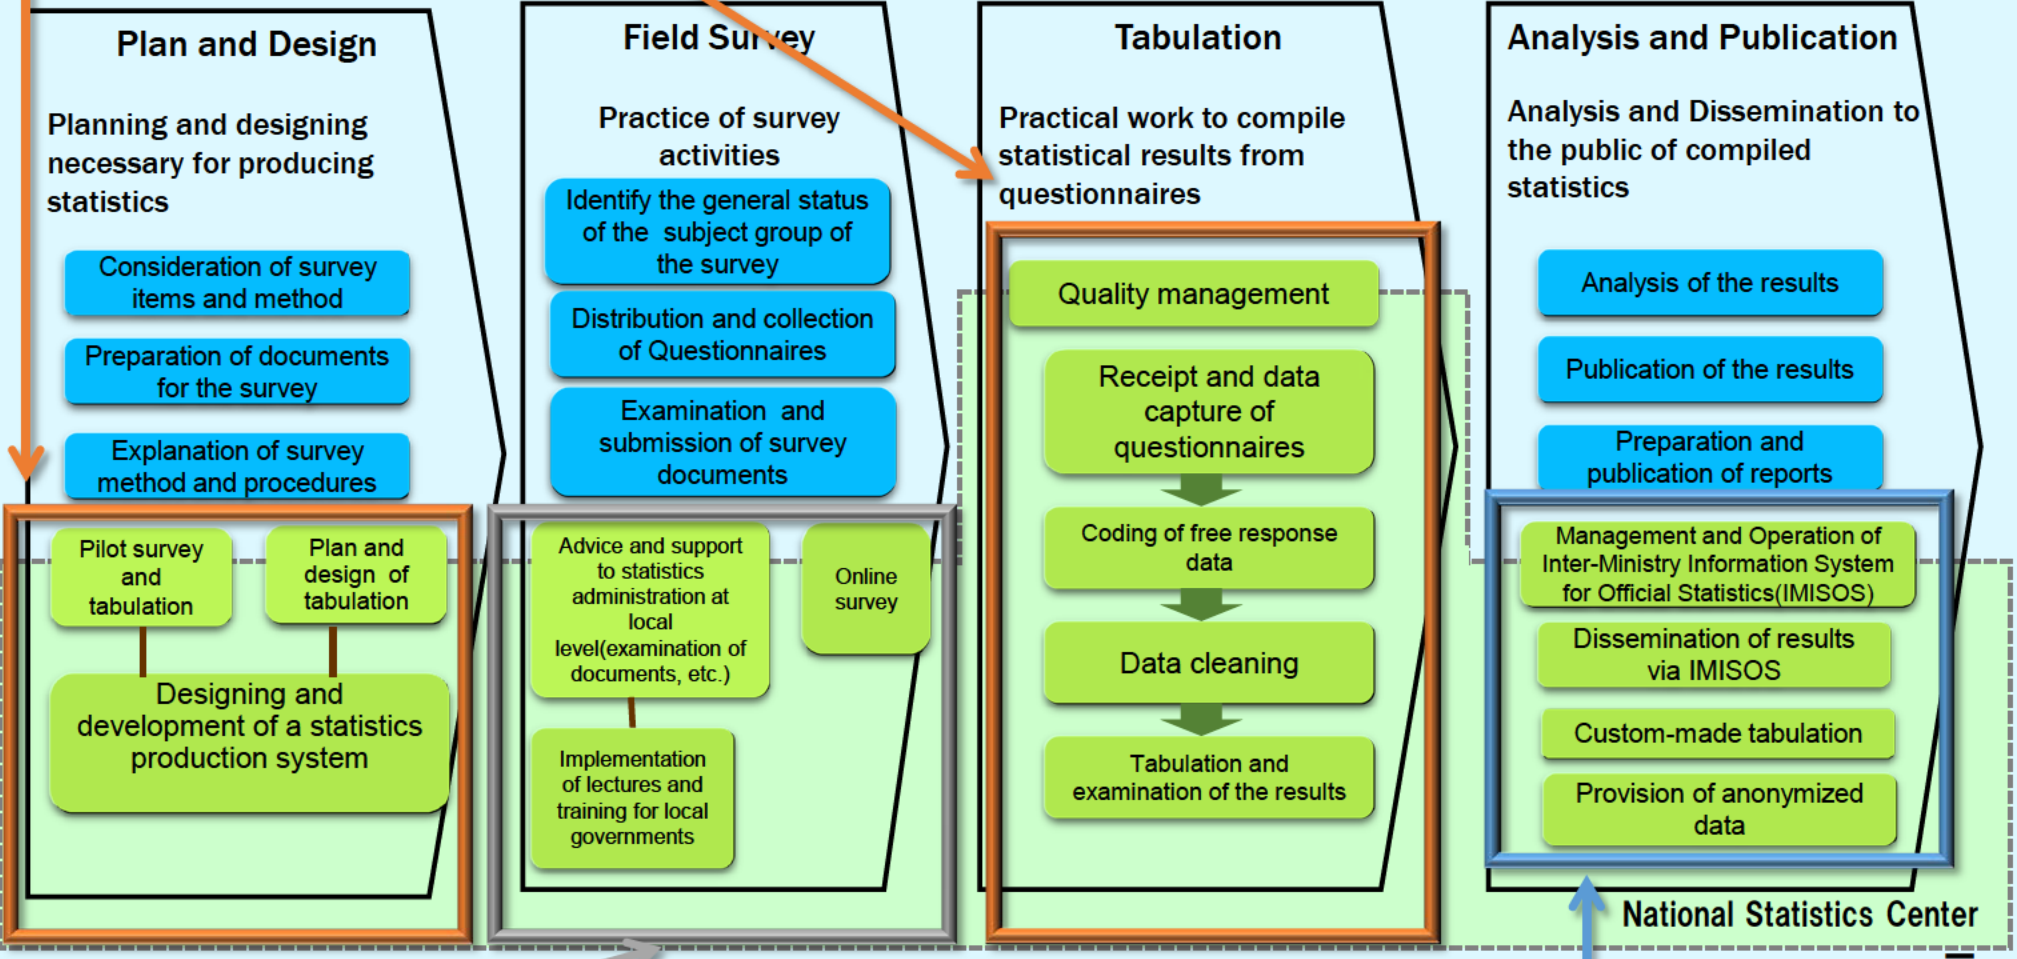 Plan and Design
Planning and designing
necessary for producing
statistics
Consideration of survey
items and method
Preparation of documents
for the survey
Explanation of survey
method and procedures
Pilot survey
and
tabulation
Plan and
design of
tabulation
Designing and
development of a statistics
production system
Field Survey
Practice of survey
activities
Identify the general status
of the subject group of
the survey
Distribution and collection
of Questionnaires
Examination and
submission of survey
documents
Advice and support
to statistics
administration at
local
level(examination of
documents, etc.)
Online
survey
Implementation
of lectures and
training for local
governments
Tabulation
Practical work to compile
statistical results from
questionnaires
Quality management
Receipt and data
capture of
questionnaires
Coding of free response
data
Data cleaning
Tabulation and
examination of the results
Analysis and Publication
Analysis and Dissemination to
the public of compiled
statistics
Analysis of the results
Publication of the results
Preparation and
publication of reports
Management and Operation of
Inter-Ministry Information System
for Official Statistics(IMISOS)
Dissemination of results
via IMISOS
Custom-made tabulation
Provision of anonymized
data
National Statistics Center